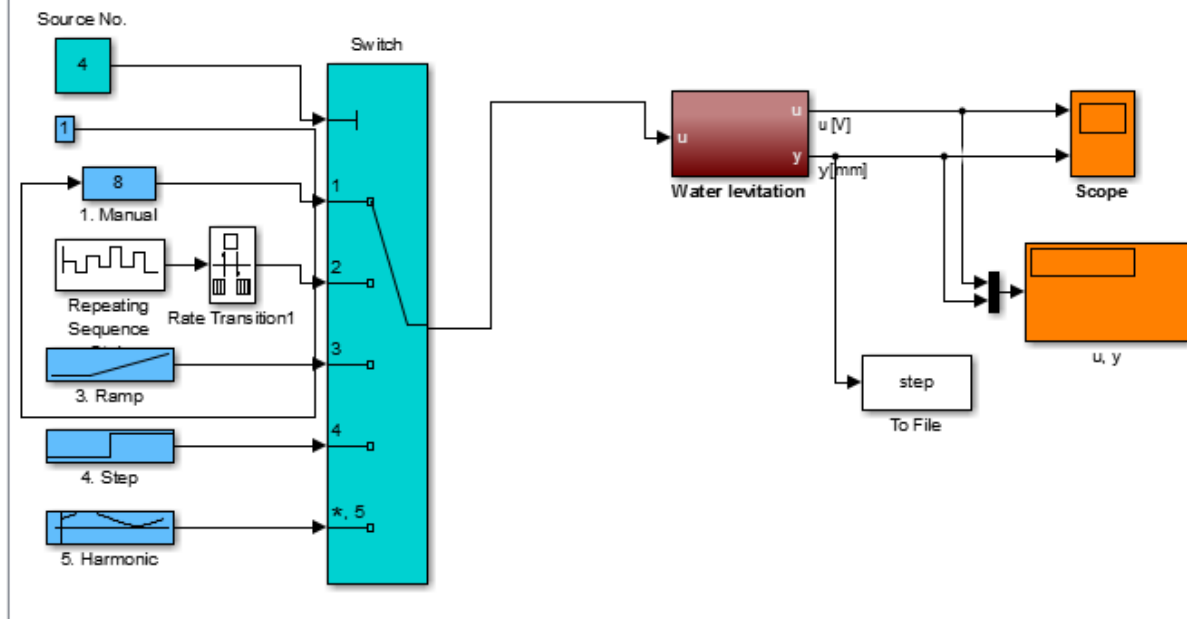 Source No.
4
Switch
1
8
1. Manual
1
Repeating
Sequence
Rate Transition1
2
3
3. Ramp
4
4. Step
*, 5
5. Harmonic
u
u
y
Water levitation
u [V]
y[mm]
Scope
u, y
step
To File